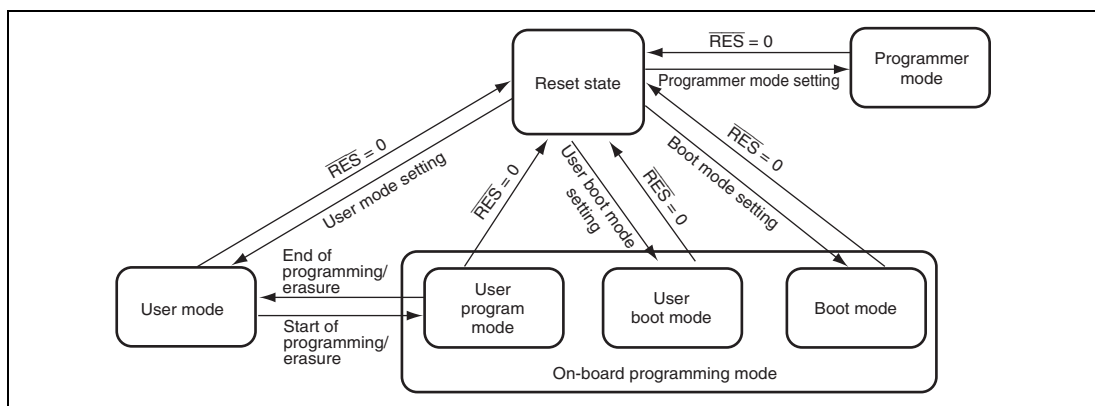 RES = 0
Programmer mode setting
Reset state
Programmer
mode
RES = 0
User mode setting
RES = 0
User boot mode
setting
RES = 0
Boot mode setting
RES = 0
End of
programming/
erasure
User mode
Start of
programming/
erasure
User
program
mode
User
boot mode
Boot mode
On-board programming mode